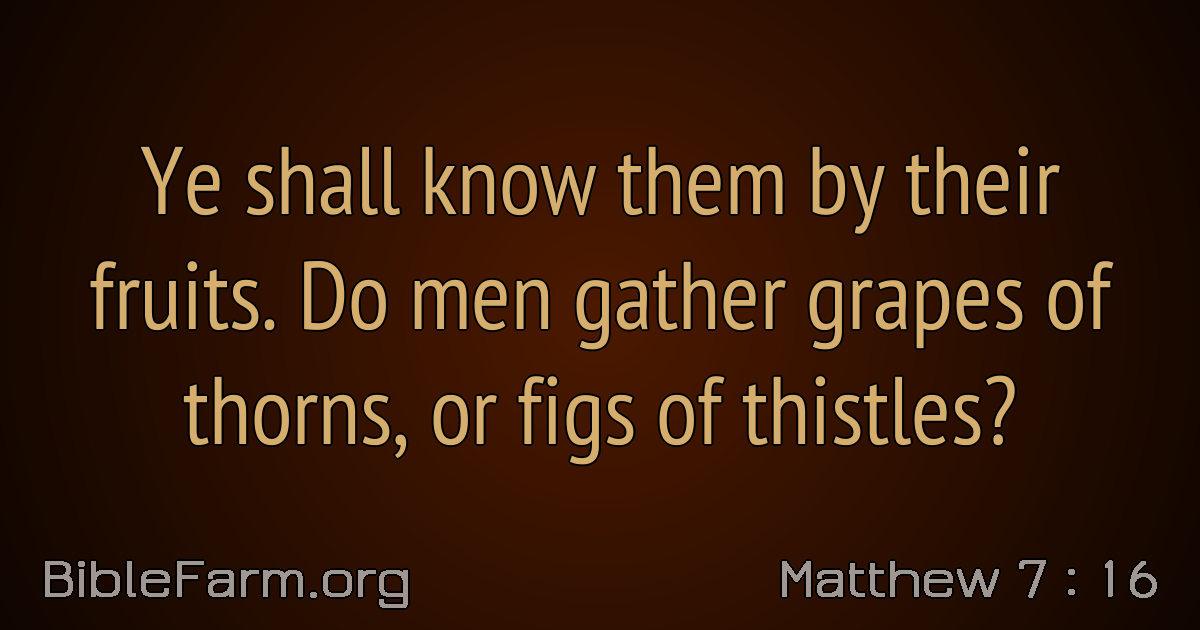 Ye shall know them by their
fruits. Do men gather grapes of
thorns, or figs of thistles?
BibleFarm.org
Matthew 7 : 16